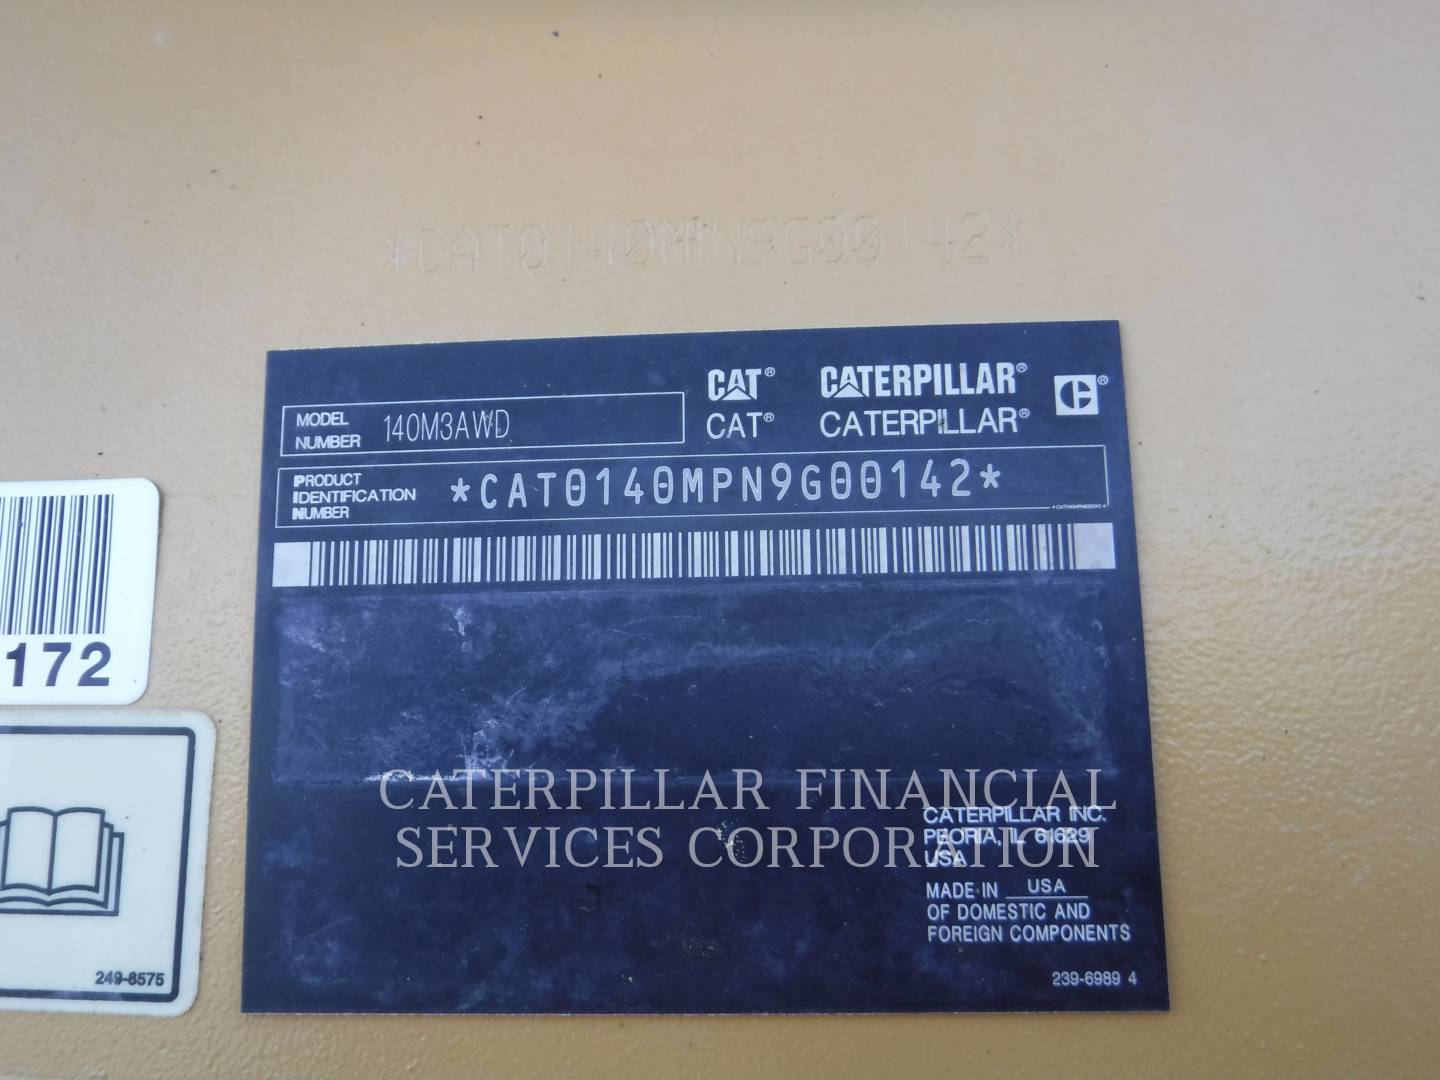 *CAT0140MPN9G00142*
CAT® CATERPILLAR®
MODEL NUMBER 140M3AWD
CAT® CATERPILLAR®
PRODUCT IDENTIFICATION NUMBER *CAT0140MPN9G00142*
172
CATERPILLAR FINANCIAL
SERVICES CORPORATION
CATERPILLAR INC.
PEORIA, IL 61629
USA
MADE IN USA
OF DOMESTIC AND
FOREIGN COMPONENTS
239-6989 4
249-8575